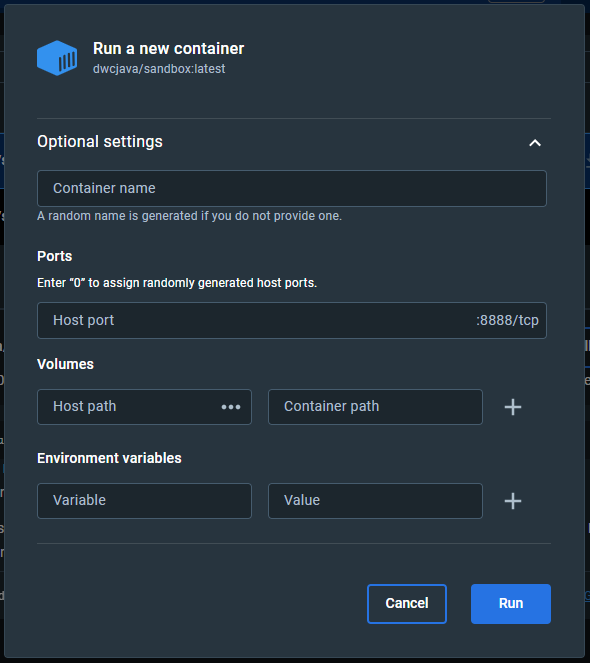 Run a new container
dwcjava/sandbox:latest
Optional settings
Container name
A random name is generated if you do not provide one.
Ports
Enter “0” to assign randomly generated host ports.
Host port :8888/tcp
Volumes
Host path ••• Container path +
Environment variables
Variable Value +
Cancel Run